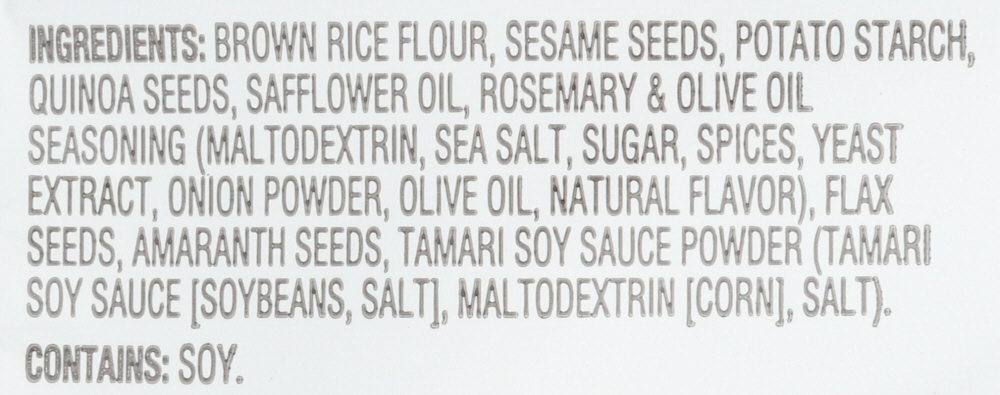 INGREDIENTS: BROWN RICE FLOUR, SESAME SEEDS, POTATO STARCH,
QUINOA SEEDS, SAFFLOWER OIL, ROSEMARY & OLIVE OIL
SEASONING (MALTODEXTRIN, SEA SALT, SUGAR, SPICES, YEAST
EXTRACT, ONION POWDER, OLIVE OIL, NATURAL FLAVOR), FLAX
SEEDS, AMARANTH SEEDS, TAMARI SOY SAUCE POWDER (TAMARI
SOY SAUCE [SOYBEANS, SALT], MALTODEXTRIN [CORN], SALT).
CONTAINS: SOY.